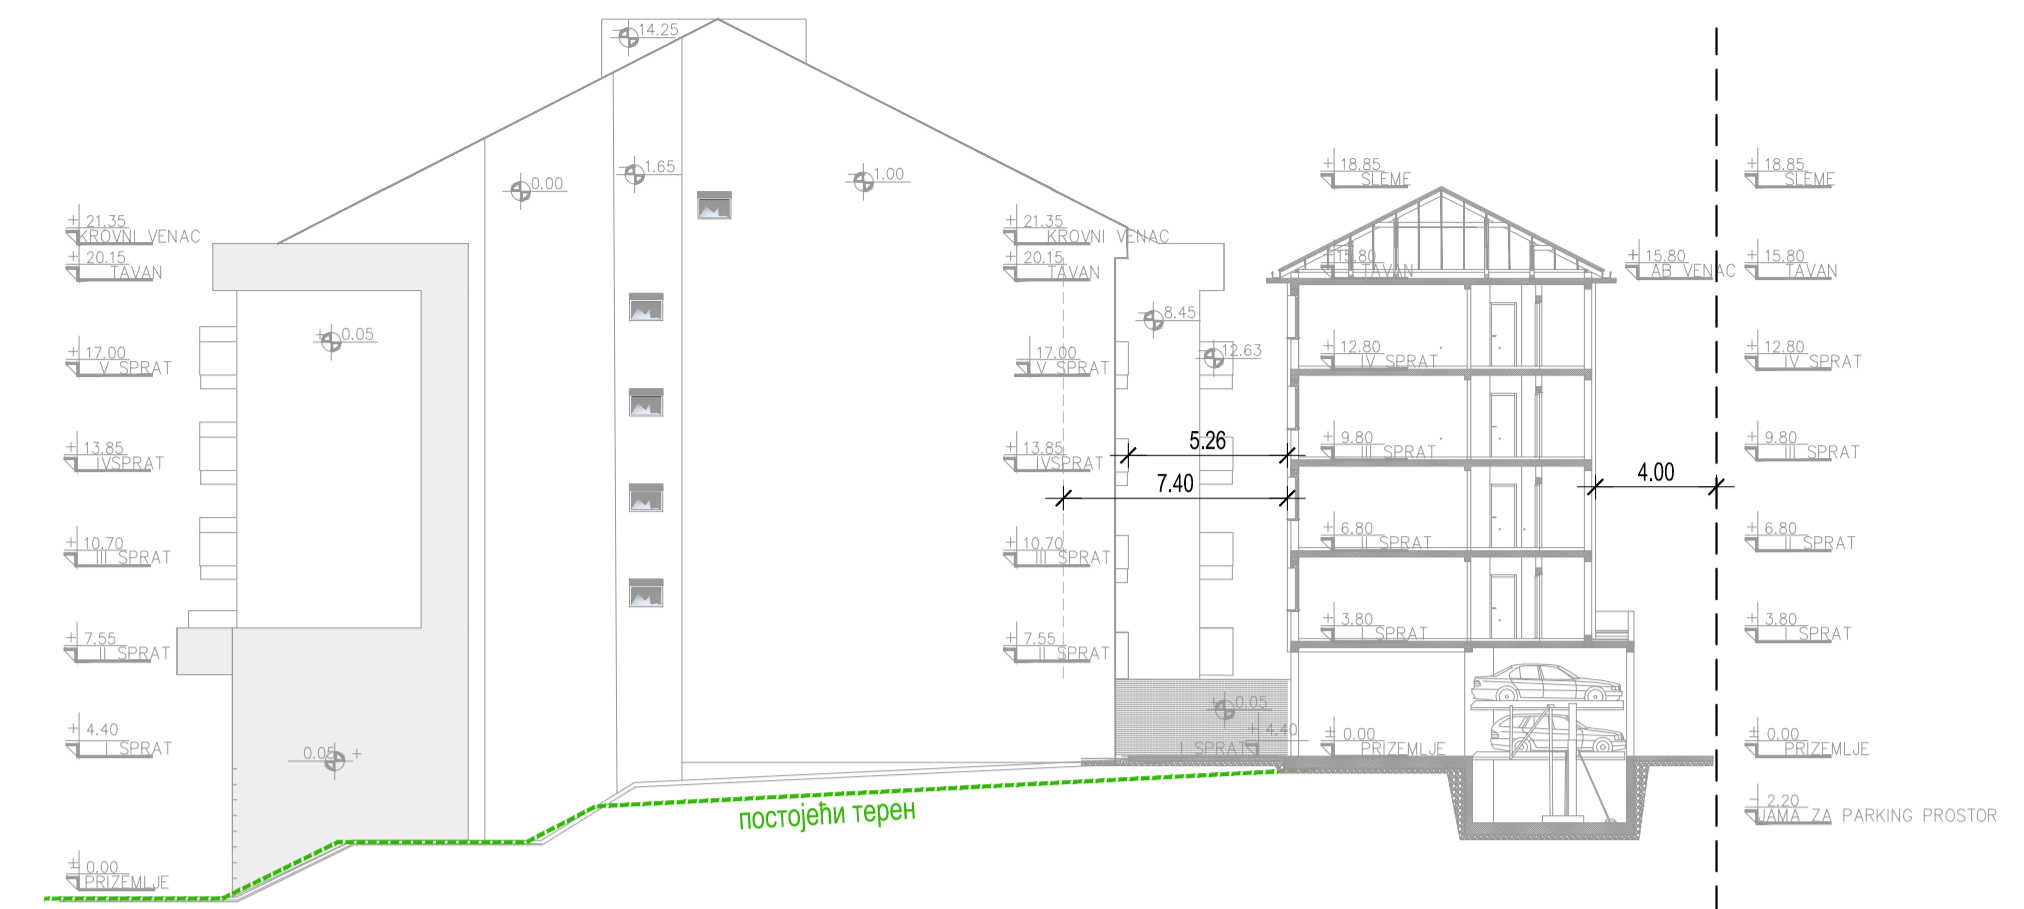 14.25
0.00
1.65
1.00
+ 21.35
KROVNI VENAC
+ 20.15
TAVAN
+0.05
+ 17.00
V SPRAT
+ 13.85
IVSPRAT
+ 10.70
III SPRAT
+ 7.55
II SPRAT
+ 4.40
I SPRAT
0.05 +
± 0.00
PRIZEMLJE
+ 21.35
KROVNI VENAC
+ 20.15
TAVAN
17.00
V SPRAT
+ 13.85
IVSPRAT
+ 10.70
III SPRAT
+ 7.55
II SPRAT
8.45
12.63
5.26
7.40
0.05
+ 4.40
I SPRAT
+ 18.85
SLEME
+ 15.80
TAVAN
+ 12.80
IV SPRAT
+ 9.80
III SPRAT
+ 6.80
II SPRAT
+ 3.80
I SPRAT
± 0.00
PRIZEMLJE
+ 15.80
AB VENAC
4.00
+ 18.85
SLEME
+ 15.80
TAVAN
+ 12.80
IV SPRAT
+ 9.80
III SPRAT
+ 6.80
II SPRAT
+ 3.80
I SPRAT
± 0.00
PRIZEMLJE
- 2.20
JAMA ZA PARKING PROSTOR
постојећи терен